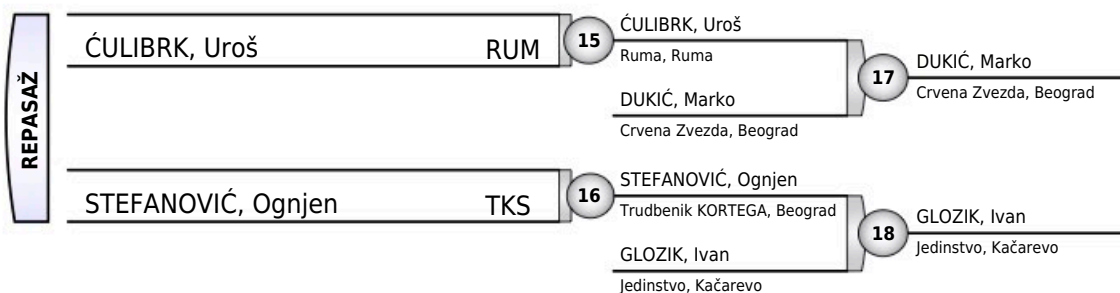 REPASAŽ
ĆULIBRK, Uroš RUM
15
ĆULIBRK, Uroš
Ruma, Ruma
DUKIĆ, Marko
Crvena Zvezda, Beograd
17
DUKIĆ, Marko
Crvena Zvezda, Beograd
STEFANOVIĆ, Ognjen TKS
16
STEFANOVIĆ, Ognjen
Trudbenik KORTEGA, Beograd
GLOZIK, Ivan
Jedinstvo, Kačarevo
18
GLOZIK, Ivan
Jedinstvo, Kačarevo